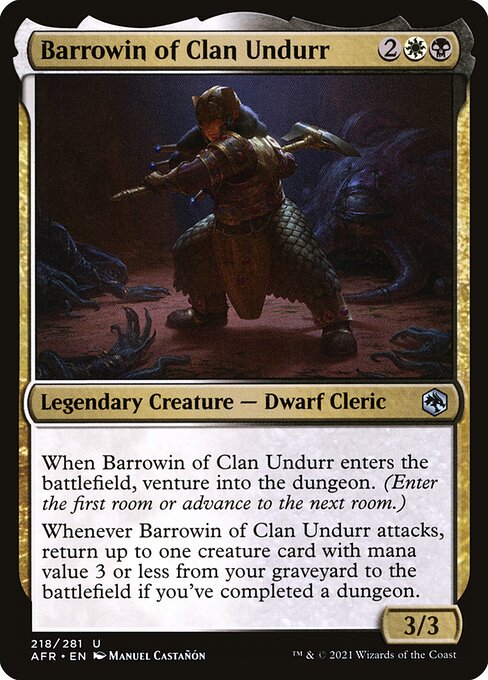 Barrowin of Clan Undurr 2
Legendary Creature — Dwarf Cleric
When Barrowin of Clan Undurr enters the
battlefield, venture into the dungeon. (Enter
the first room or advance to the next room.)
Whenever Barrowin of Clan Undurr attacks,
return up to one creature card with mana
value 3 or less from your graveyard to the
battlefield if you've completed a dungeon.
3/3
218/281 U
AFR • EN Manuel Castañón
™ & © 2021 Wizards of the Coast